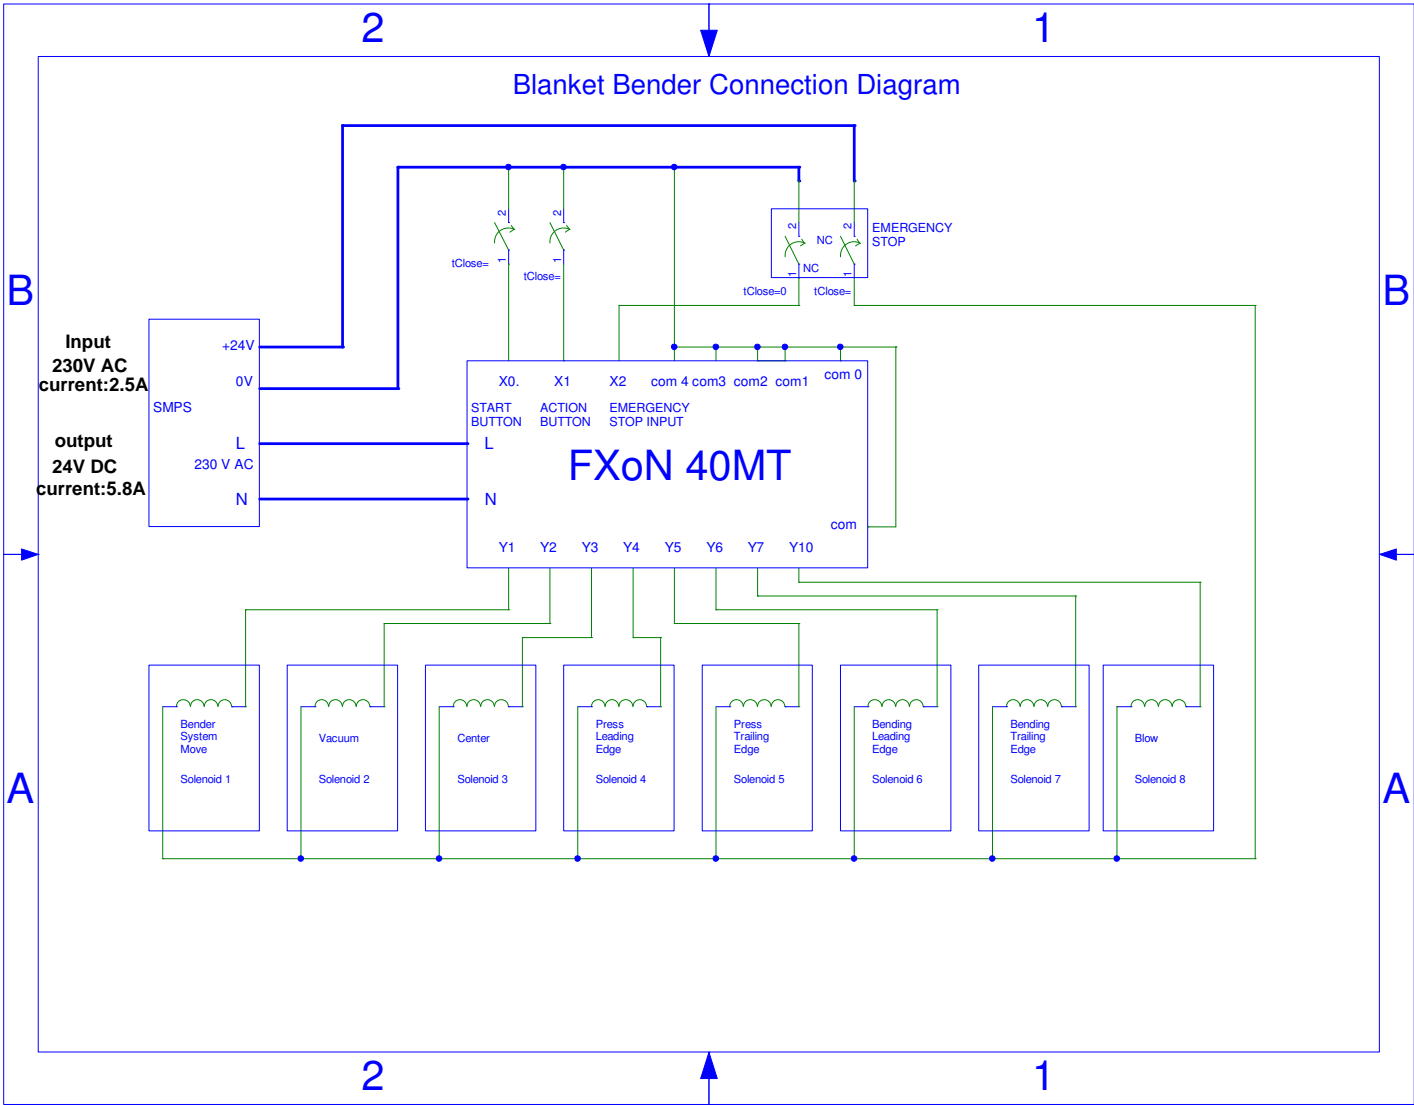 2
1
Blanket Bender Connection Diagram
2
2
2
2
EMERGENCY
STOP
NC
NC
1
1
1
1
tClose=
tClose=
tClose=0
tClose=
B
B
Input
230V AC
current:2.5A
output
24V DC
current:5.8A
+24V
0V
SMPS
L
230 V AC
N
X0.
X1
X2
com 4
com3
com2
com1
com 0
START
BUTTON
ACTION
BUTTON
EMERGENCY
STOP INPUT
L
FXoN 40MT
N
com
Y1
Y2
Y3
Y4
Y5
Y6
Y7
Y10
Bender
System
Move
Solenoid 1
Vacuum
Solenoid 2
Center
Solenoid 3
Press
Leading
Edge
Solenoid 4
Press
Trailing
Edge
Solenoid 5
Bending
Leading
Edge
Solenoid 6
Bending
Trailing
Edge
Solenoid 7
Blow
Solenoid 8
A
A
2
1